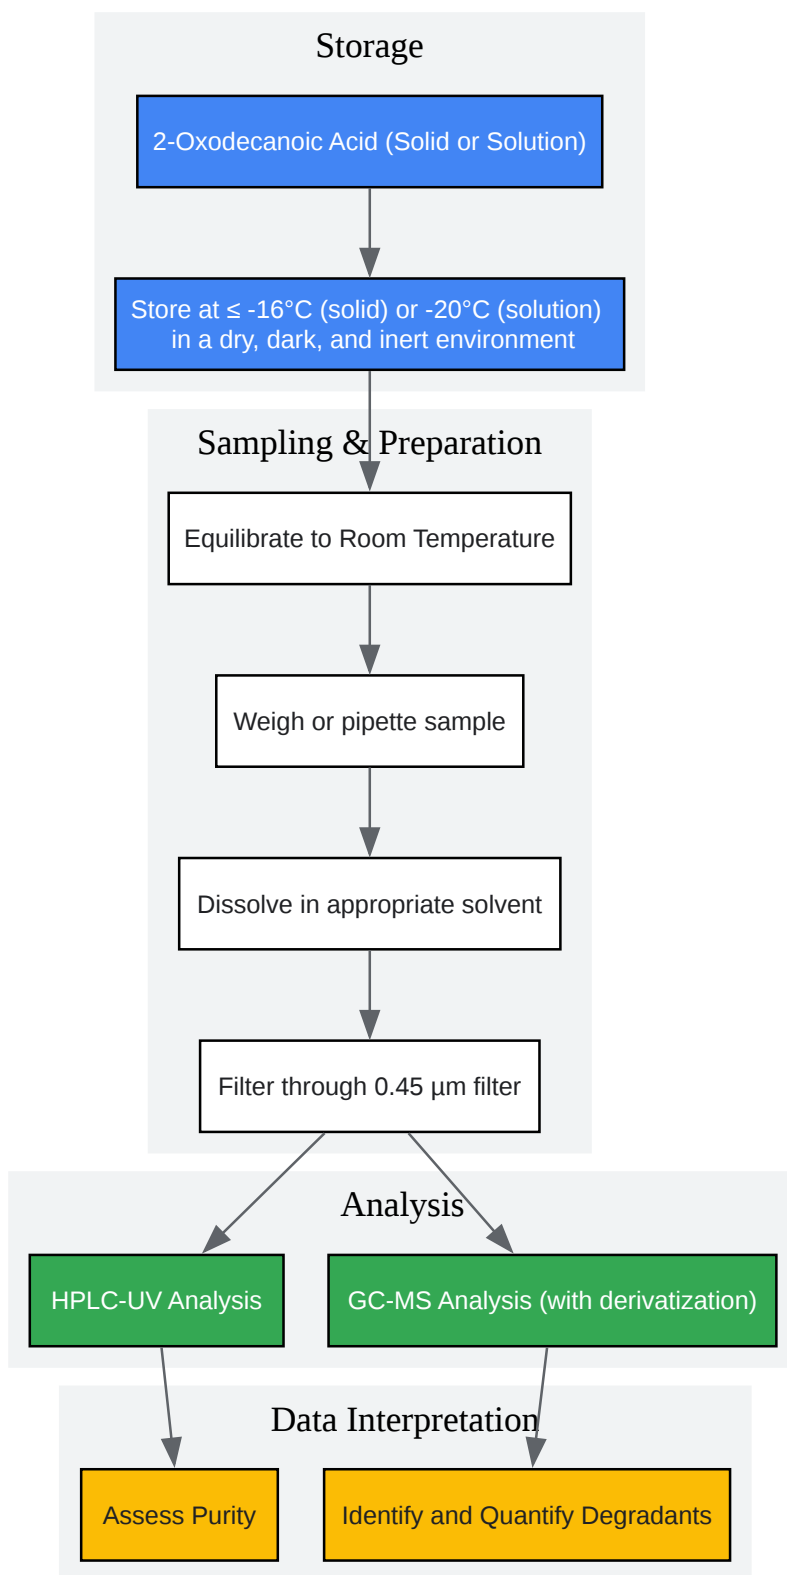 Storage
2-Oxodecanoic Acid (Solid or Solution)
Store at ≤ -16°C (solid) or -20°C (solution)
in a dry, dark, and inert environment
Sampling & Preparation
Equilibrate to Room Temperature
Weigh or pipette sample
Dissolve in appropriate solvent
Filter through 0.45 µm filter
Analysis
HPLC-UV Analysis
GC-MS Analysis (with derivatization)
Data Interpretation
Assess Purity
Identify and Quantify Degradants